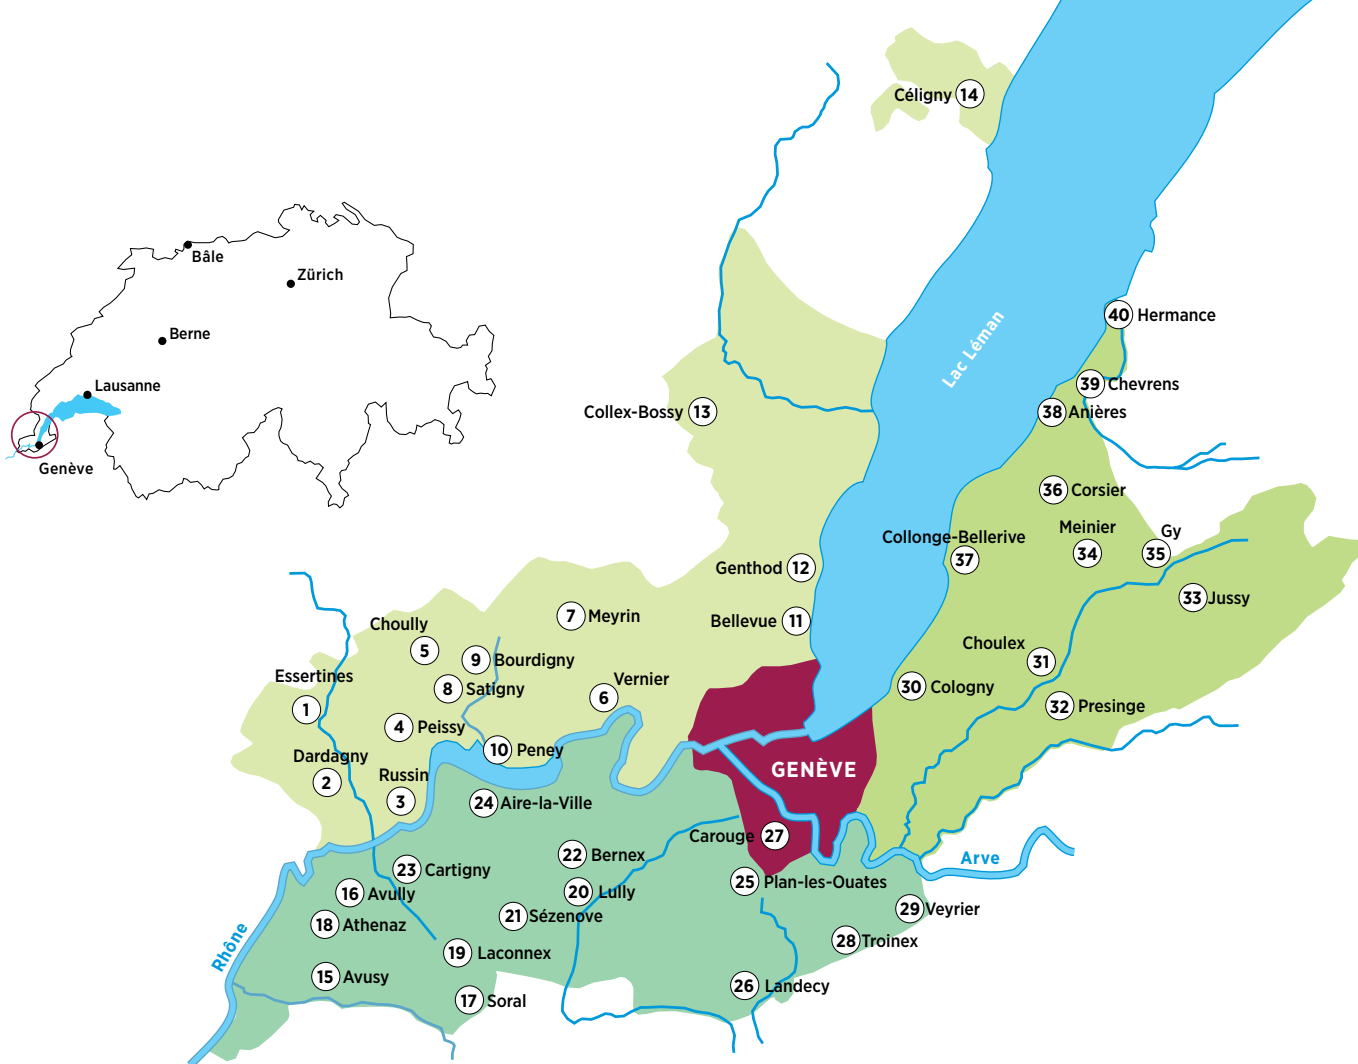 Céligny 14
Bâle
Zürich
Berne
Lausanne
Genève
Lac Léman
40 Hermance
39 Chevrens
38 Anières
Collex-Bossy 13
36 Corsier
Meinier
34
Gy
35
Collonge-Bellerive
37
Genthod 12
33 Jussy
Bellevue 11
7 Meyrin
Choully
5
9 Bourdigny
8 Satigny
Essertines
1
Vernier
6
4 Peissy
10 Peney
Choulex
31
30 Cologny
32 Presinge
Dardagny
2
Russin
3
24 Aire-la-Ville
GENÈVE
Carouge 27
22 Bernex
Arve
23 Cartigny
25 Plan-les-Ouates
16 Avully
20 Lully
29 Veyrier
21 Sézenove
18 Athenaz
28 Troinex
Rhône
19 Laconnex
15 Avusy
26 Landecy
17 Soral